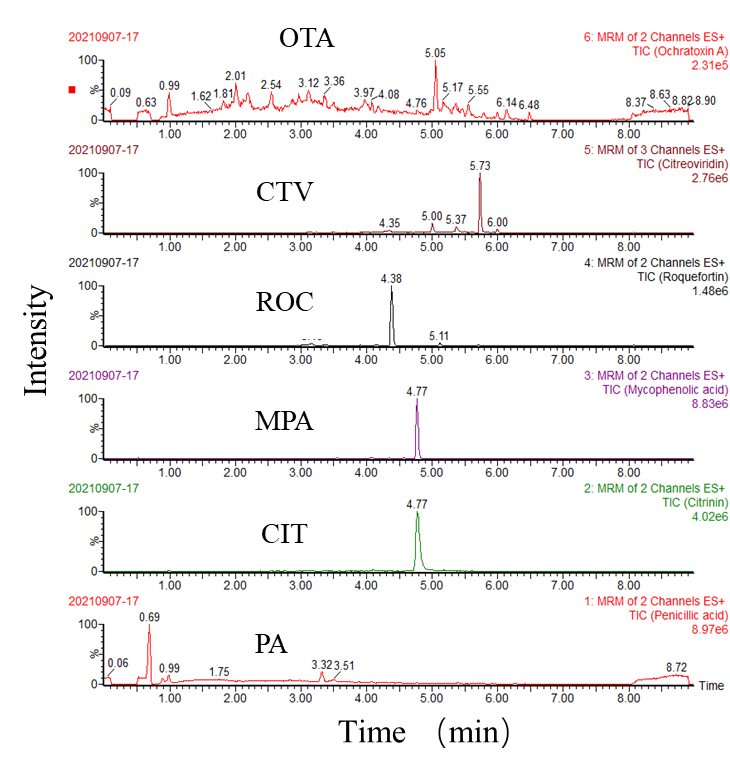 OTA
20210907-17
6: MRM of 2 Channels ES+
TIC (Ochratoxin A)
2.31e5
100
%
0
0.09
0.63
0.99
1.62
1.81
2.01
2.54
3.12
3.36
3.97
4.08
4.76
5.05
5.17
5.55
6.14
6.48
8.37
8.63
8.82
8.90
1.00 2.00 3.00 4.00 5.00 6.00 7.00 8.00
CTV
20210907-17
5: MRM of 3 Channels ES+
TIC (Citreoviridin)
2.76e6
100
%
0
4.35
5.00
5.37
5.73
6.00
1.00 2.00 3.00 4.00 5.00 6.00 7.00 8.00
ROC
20210907-17
4: MRM of 2 Channels ES+
TIC (Roquefortin)
1.48e6
100
%
0
4.38
5.11
1.00 2.00 3.00 4.00 5.00 6.00 7.00 8.00
MPA
20210907-17
3: MRM of 2 Channels ES+
TIC (Mycophenolic acid)
8.83e6
100
%
0
4.77
1.00 2.00 3.00 4.00 5.00 6.00 7.00 8.00
CIT
20210907-17
2: MRM of 2 Channels ES+
TIC (Citrinin)
4.02e6
100
%
0
4.77
1.00 2.00 3.00 4.00 5.00 6.00 7.00 8.00
PA
20210907-17
1: MRM of 2 Channels ES+
TIC (Penicillic acid)
8.97e6
100
%
0
0.06
0.69
0.99
1.75
3.32
3.51
8.72
Time
1.00 2.00 3.00 4.00 5.00 6.00 7.00 8.00
Intensity
Time （min）